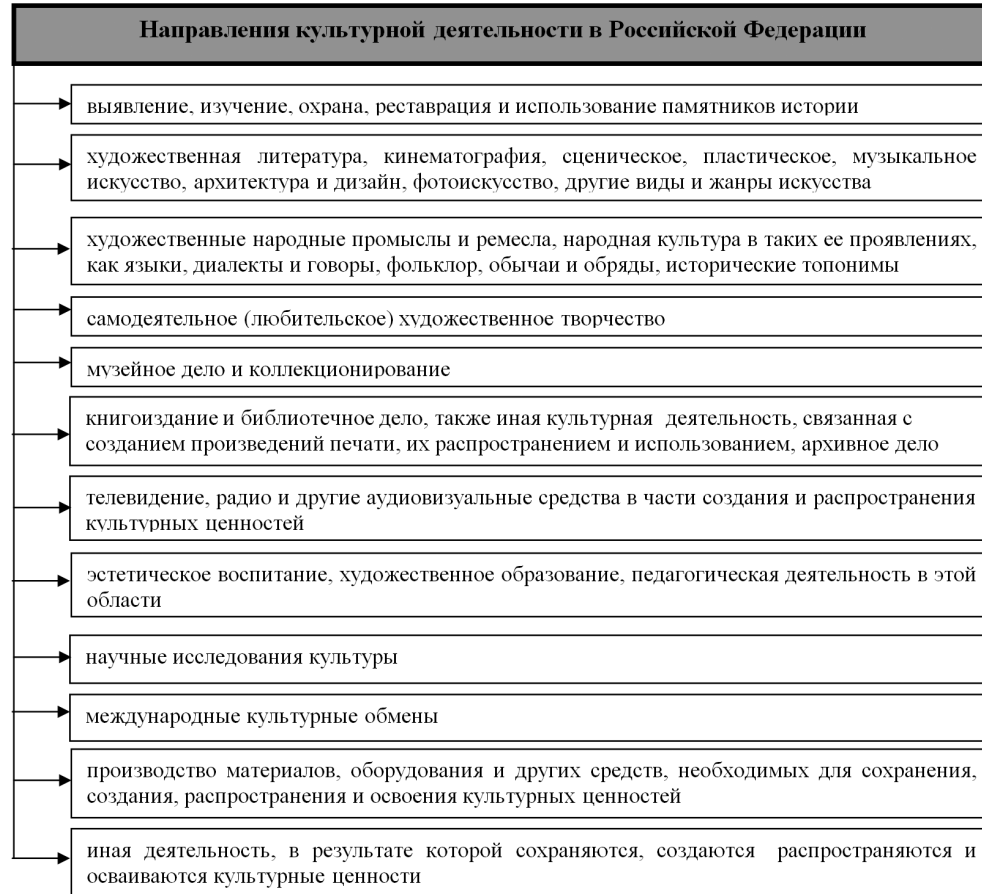 Направления культурной деятельности в Российской Федерации
выявление, изучение, охрана, реставрация и использование памятников истории
художественная литература, кинематография, сценическое, пластическое, музыкальное
искусство, архитектура и дизайн, фотоискусство, другие виды и жанры искусства
художественные народные промыслы и ремесла, народная культура в таких ее проявлениях,
как языки, диалекты и говоры, фольклор, обычаи и обряды, исторические топонимы
самодеятельное (любительское) художественное творчество
музейное дело и коллекционирование
книгоиздание и библиотечное дело, также иная культурная деятельность, связанная с
созданием произведений печати, их распространением и использованием, архивное дело
телевидение, радио и другие аудиовизуальные средства в части создания и распространения
культурных ценностей
эстетическое воспитание, художественное образование, педагогическая деятельность в этой
области
научные исследования культуры
международные культурные обмены
производство материалов, оборудования и других средств, необходимых для сохранения,
создания, распространения и освоения культурных ценностей
иная деятельность, в результате которой сохраняются, создаются распространяются и
осваиваются культурные ценности